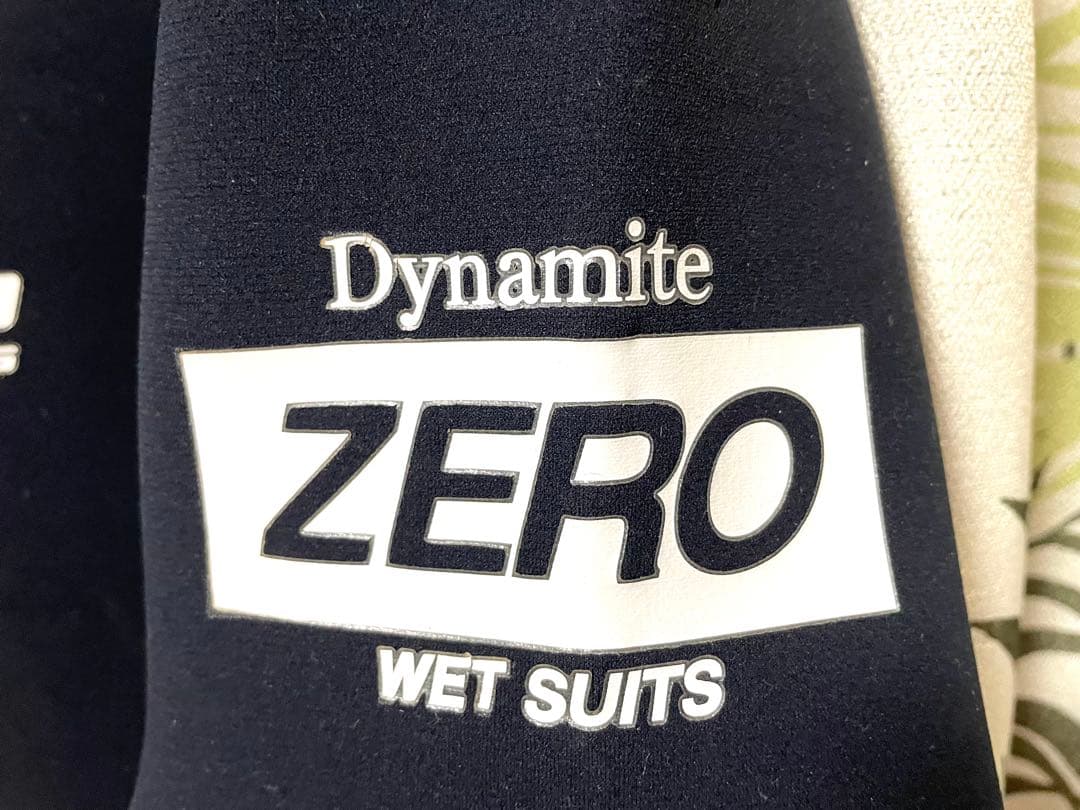 Dynamite
ZERO
WET SUITS